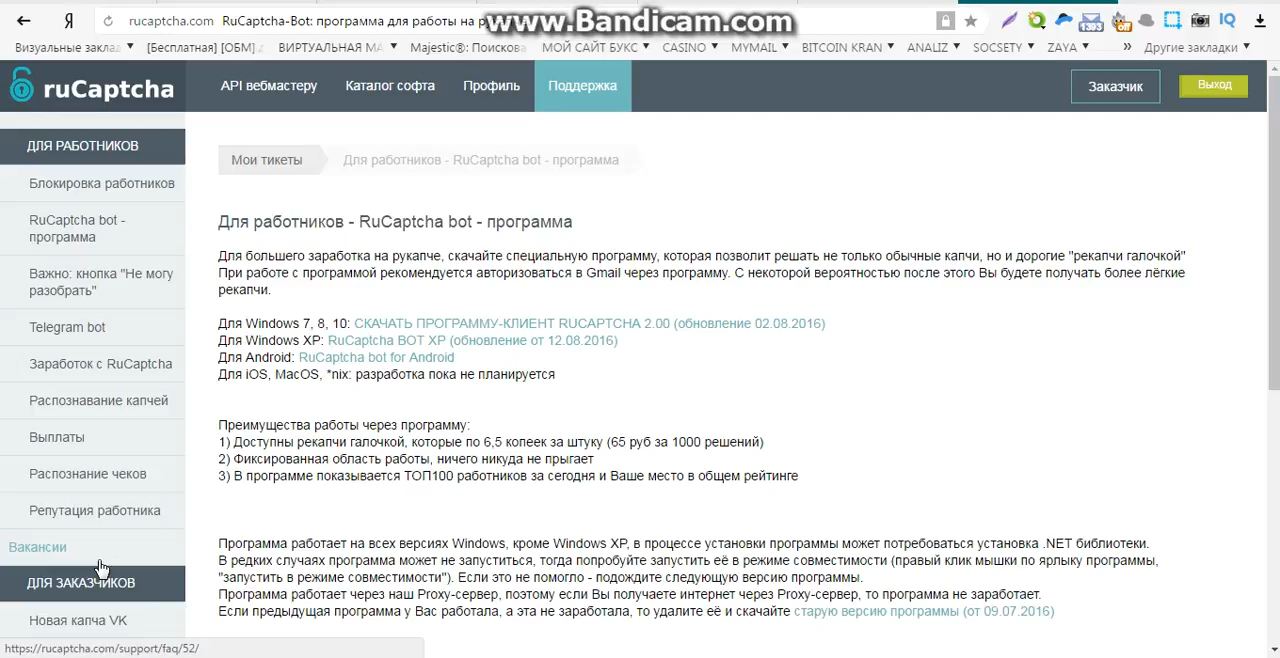 Я
rucaptcha.com RuCaptcha-Bot: программа для работы на р
www.Bandicam.com
1393
off
IQ
Визуальные заклад
[Бесплатная] [ОБМ]
ВИРТУАЛЬНАЯ МА
Majestic®: Поискова
МОЙ САЙТ БУКС
CASINO
MYMAIL
BITCOIN KRAN
ANALIZ
SOCSETY
ZAYA
»
Другие закладки
ruCaptcha
API вебмастеру
Каталог софта
Профиль
Поддержка
Заказчик
Выход
ДЛЯ РАБОТНИКОВ
Блокировка работников
RuCaptcha bot -
программа
Важно: кнопка "Не могу
разобрать"
Telegram bot
Заработок с RuCaptcha
Распознавание капчей
Выплаты
Распознание чеков
Репутация работника
Вакансии
ДЛЯ ЗАКАЗЧИКОВ
Новая капча VK
https://rucaptcha.com/support/faq/52/
Мои тикеты
Для работников - RuCaptcha bot - программа
Для работников - RuCaptcha bot - программа
Для большего заработка на рукапче, скачайте специальную программу, которая позволит решать не только обычные капчи, но и дорогие "рекапчи галочкой"
При работе с программой рекомендуется авторизоваться в Gmail через программу. С некоторой вероятностью после этого Вы будете получать более лёгкие
рекапчи.
Для Windows 7, 8, 10: СКАЧАТЬ ПРОГРАММУ-КЛИЕНТ RUCAPTCHA 2.00 (обновление 02.08.2016)
Для Windows XP: RuCaptcha BOT XP (обновление от 12.08.2016)
Для Android: RuCaptcha bot for Android
Для iOS, MacOS, *nix: разработка пока не планируется
Преимущества работы через программу:
1) Доступны рекапчи галочкой, которые по 6,5 копеек за штуку (65 руб за 1000 решений)
2) Фиксированная область работы, ничего никуда не прыгает
3) В программе показывается ТОП100 работников за сегодня и Ваше место в общем рейтинге
Программа работает на всех версиях Windows, кроме Windows XP, в процессе установки программы может потребоваться установка .NET библиотеки.
В редких случаях программа может не запуститься, тогда попробуйте запустить её в режиме совместимости (правый клик мышки по ярлыку программы,
"запустить в режиме совместимости"). Если это не помогло - подождите следующую версию программы.
Программа работает через наш Proxy-сервер, поэтому если Вы получаете интернет через Proxy-сервер, то программа не заработает.
Если предыдущая программа у Вас работала, а эта не заработала, то удалите её и скачайте старую версию программы (от 09.07.2016)